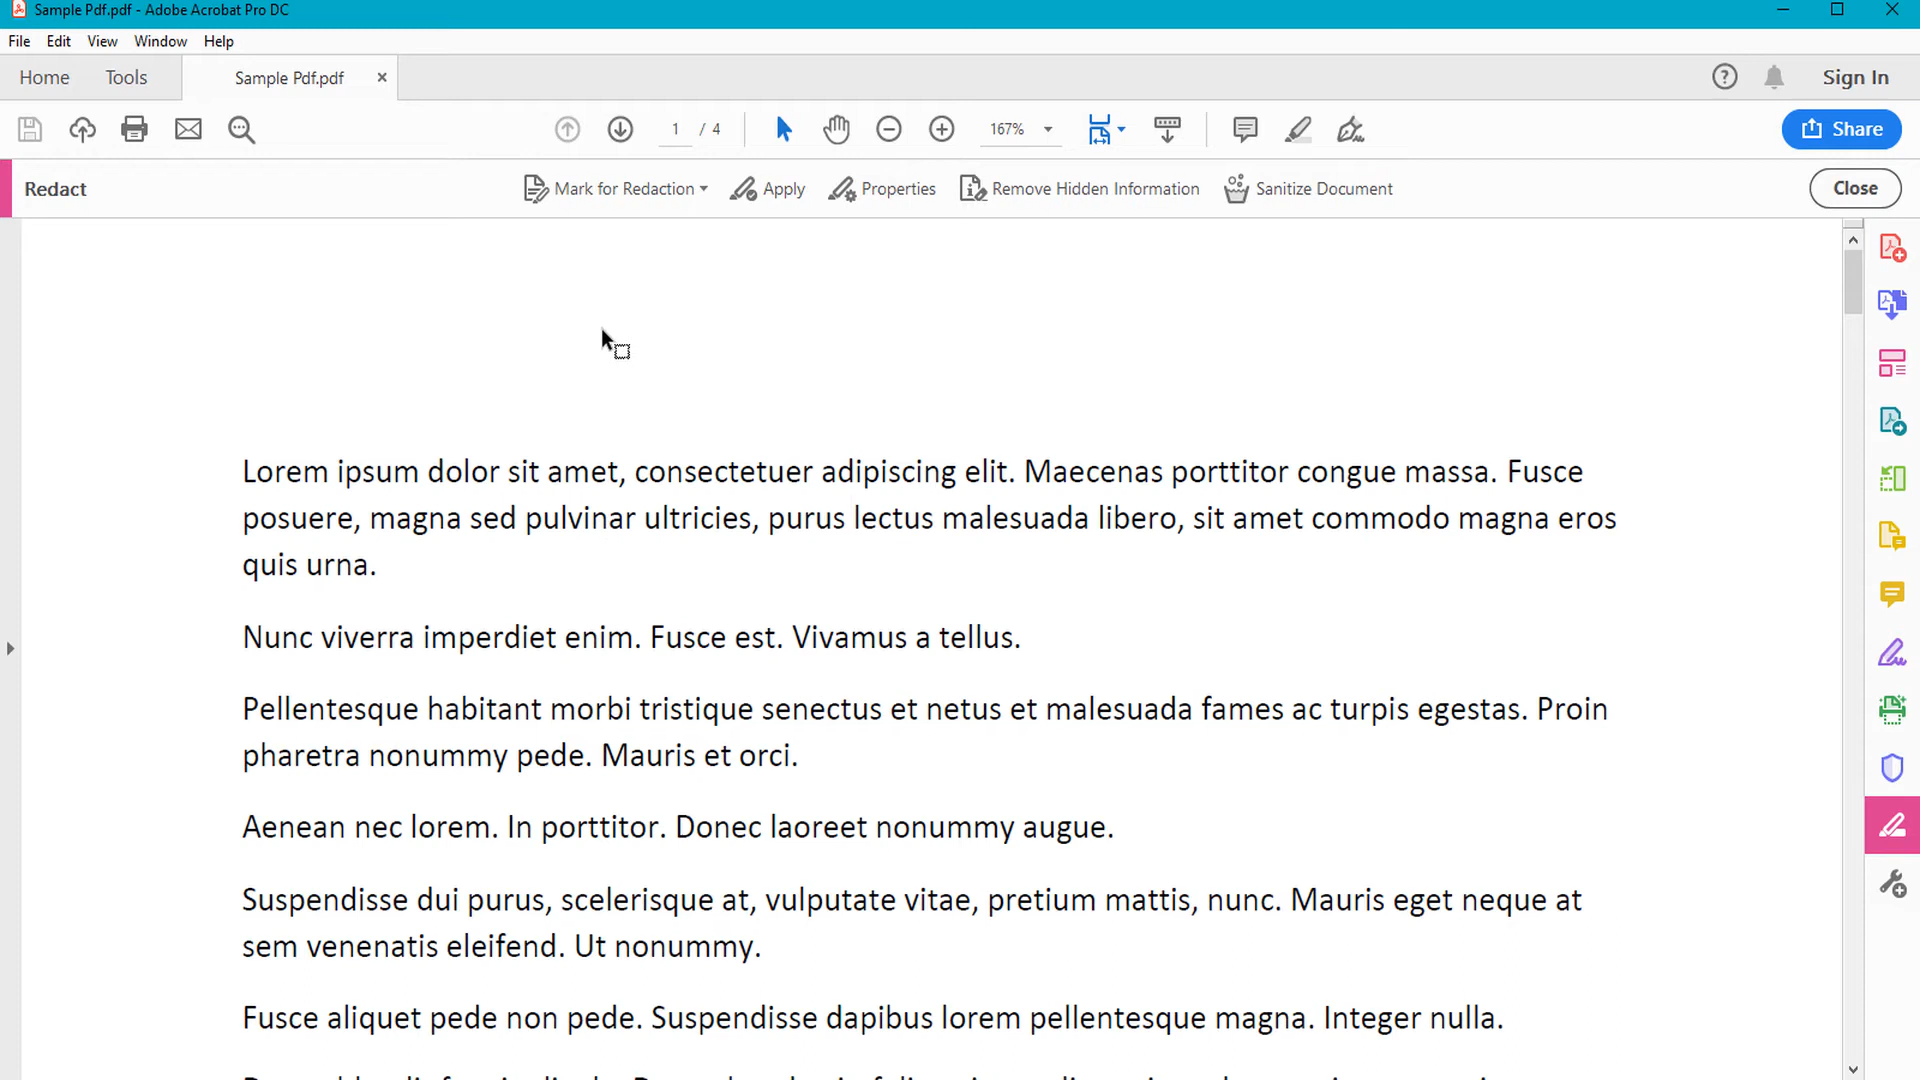 Sample Pdf.pdf - Adobe Acrobat Pro DC
File Edit View Window Help
Home Tools Sample Pdf.pdf Sign In
1 / 4 167% Share
Redact Mark for Redaction Apply Properties Remove Hidden Information Sanitize Document Close
Lorem ipsum dolor sit amet, consectetuer adipiscing elit. Maecenas porttitor congue massa. Fusce
posuere, magna sed pulvinar ultricies, purus lectus malesuada libero, sit amet commodo magna eros
quis urna.
Nunc viverra imperdiet enim. Fusce est. Vivamus a tellus.
Pellentesque habitant morbi tristique senectus et netus et malesuada fames ac turpis egestas. Proin
pharetra nonummy pede. Mauris et orci.
Aenean nec lorem. In porttitor. Donec laoreet nonummy augue.
Suspendisse dui purus, scelerisque at, vulputate vitae, pretium mattis, nunc. Mauris eget neque at
sem venenatis eleifend. Ut nonummy.
Fusce aliquet pede non pede. Suspendisse dapibus lorem pellentesque magna. Integer nulla.